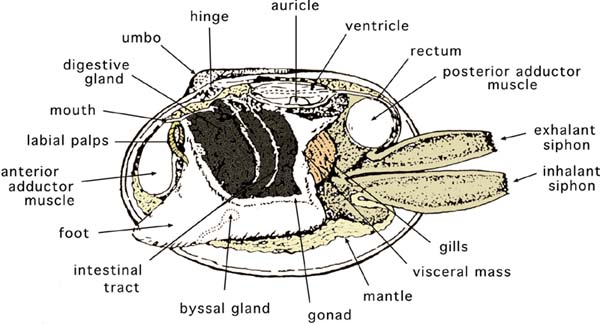 auricle
hinge
ventricle
umbo
rectum
digestive
gland
posterior adductor
muscle
mouth
exhalant
siphon
labial palps
anterior
adductor
muscle
inhalant
siphon
foot
gills
intestinal
tract
visceral mass
mantle
byssal gland
gonad